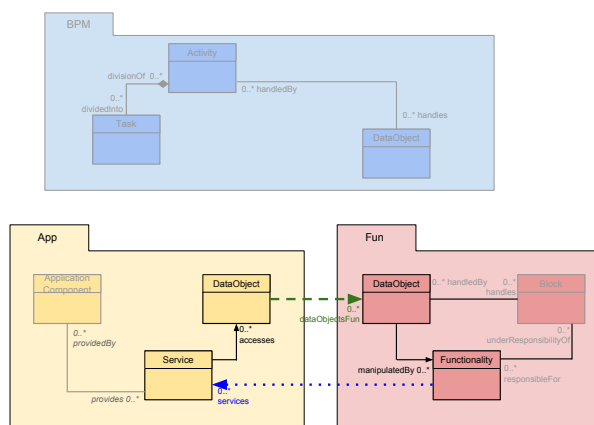 BPM
Activity
divisionOf 0..*
0..* handledBy
0..*
dividedInto
Task
0..* handles
DataObject
App
Fun
Application
Component
DataObject
DataObject
0..* handledBy
0..*
handles
Block
0..*
dataObjectsFun
0..*
accesses
0..*
providedBy
0..*
underResponsibilityOf
Service
manipulatedBy 0..*
Functionality
0..*
responsibleFor
provides 0..*
0..*
services